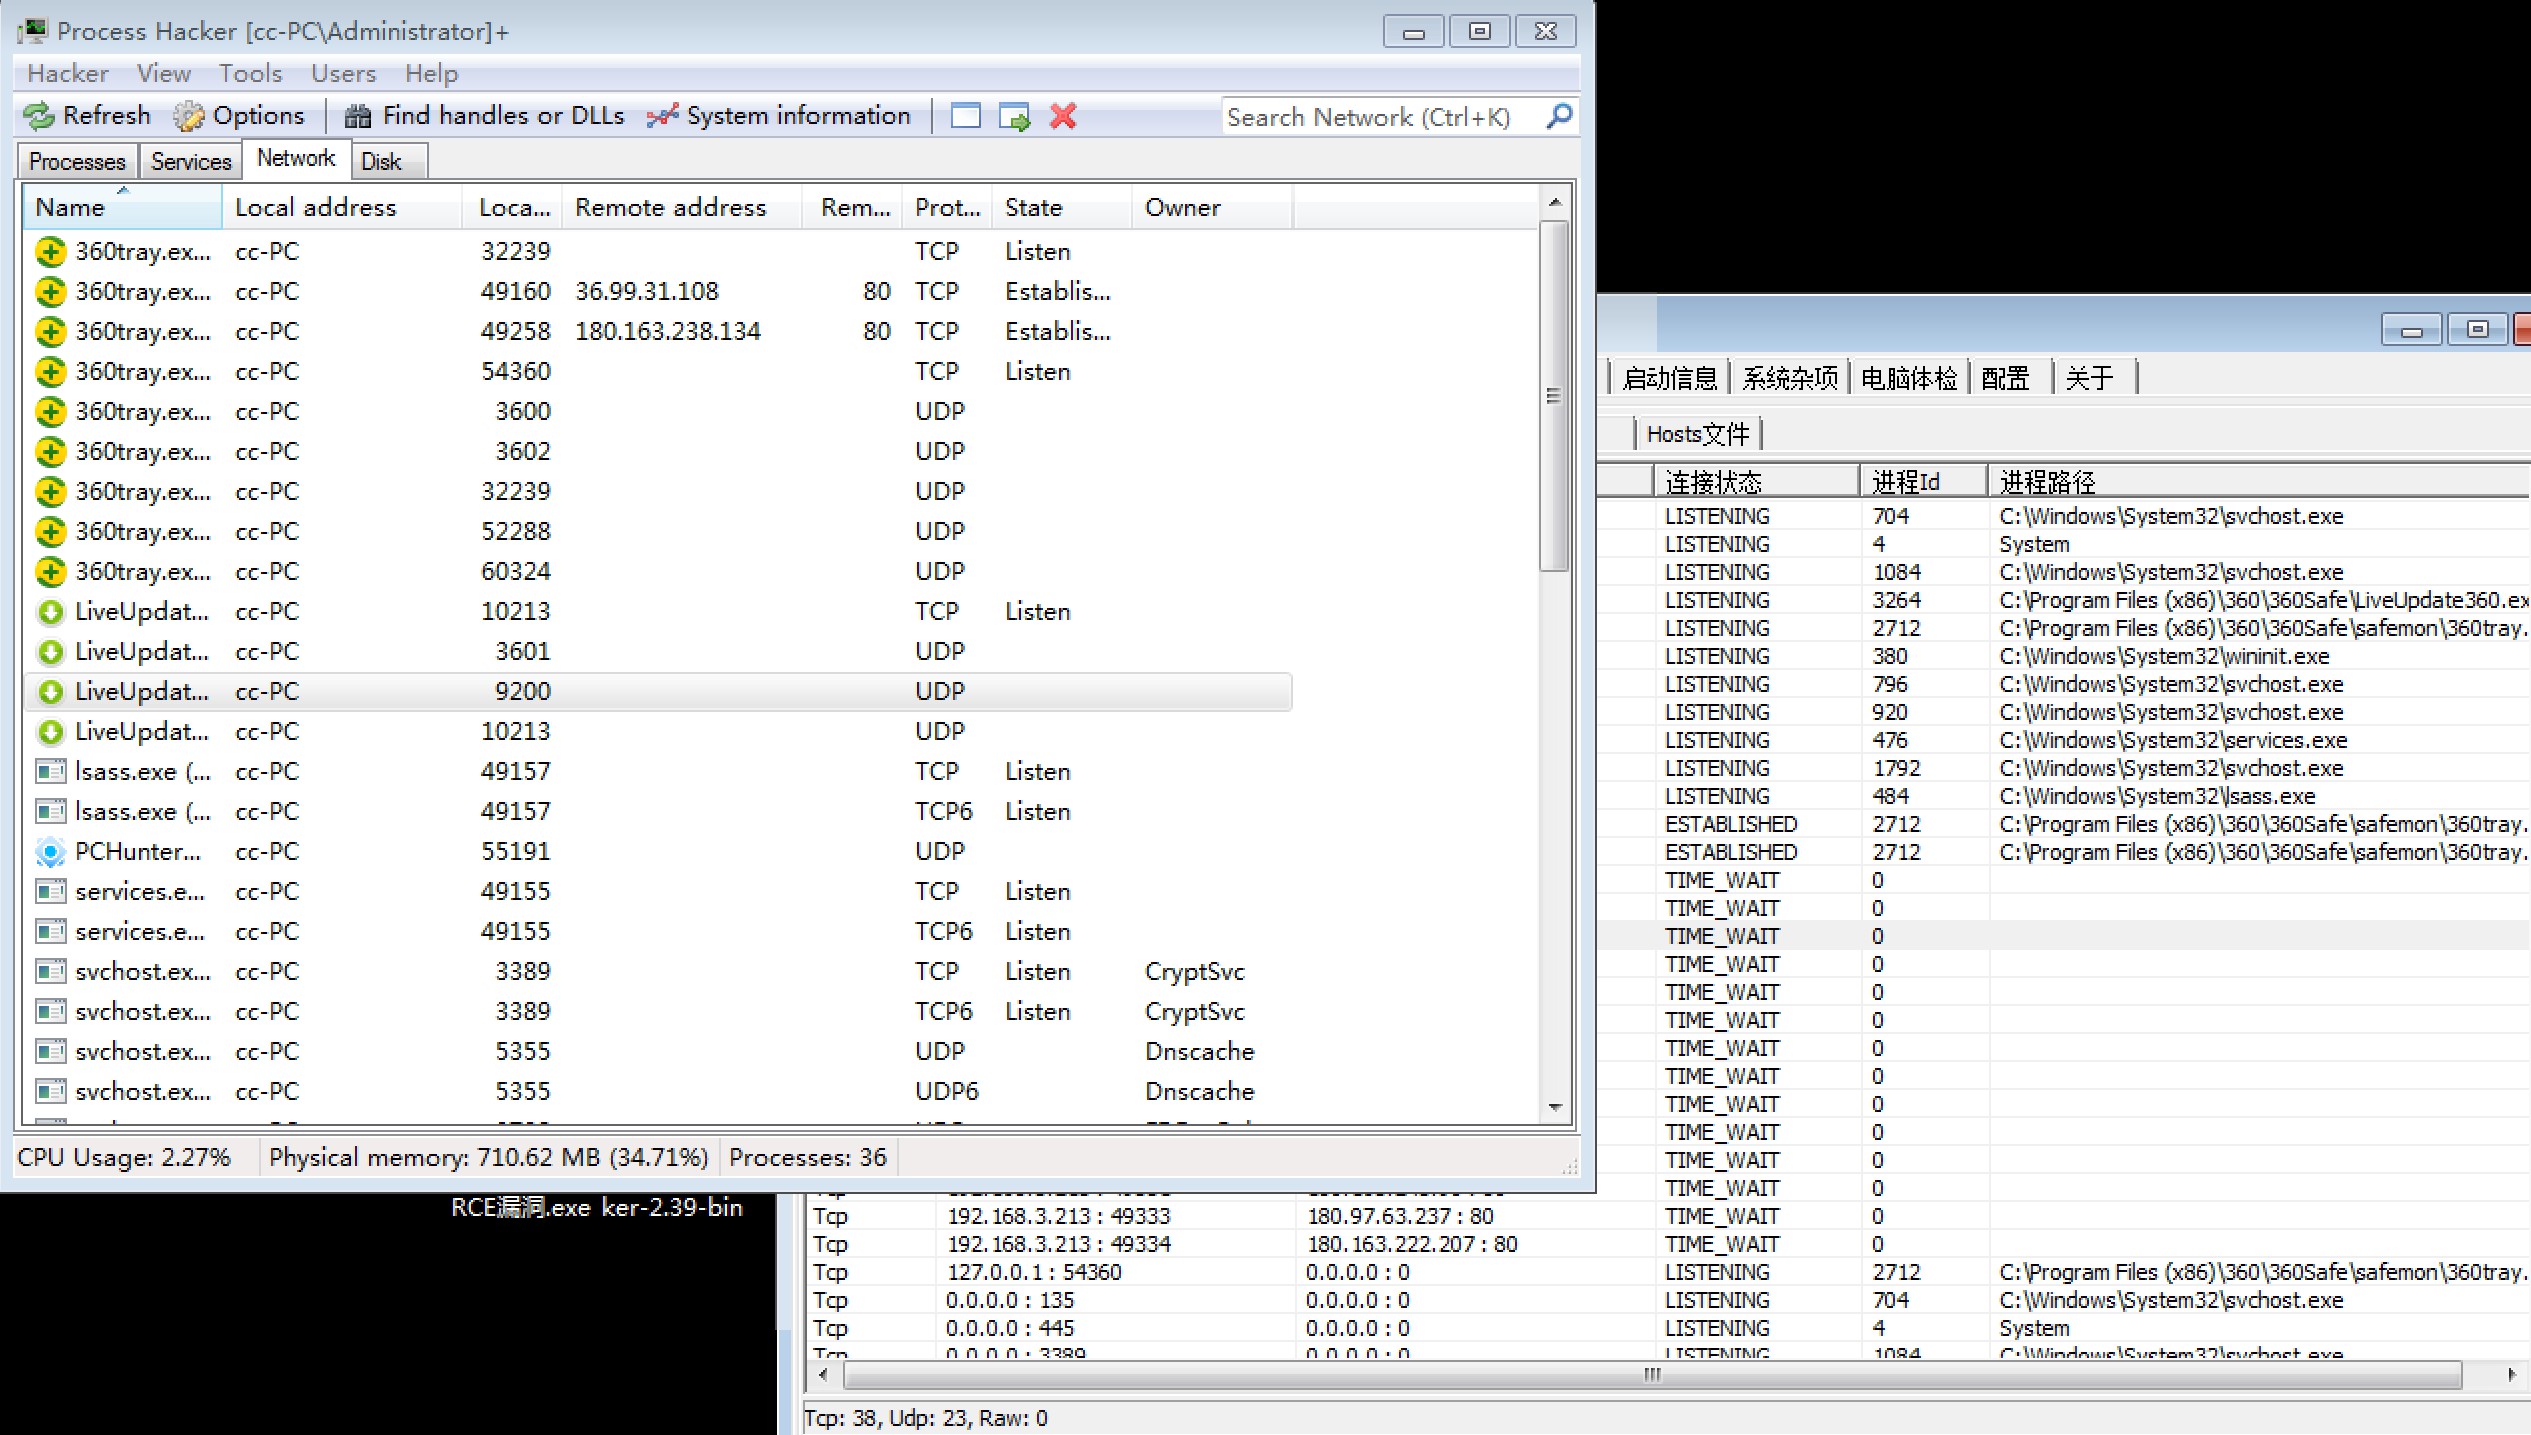 Process Hacker [cc-PC\Administrator]+
Hacker View Tools Users Help
Refresh Options Find handles or DLLs System information Search Network (Ctrl+K)
Processes Services Network Disk
Name Local address Loca... Remote address Rem... Prot... State Owner
360tray.ex... cc-PC 32239 TCP Listen
360tray.ex... cc-PC 49160 36.99.31.108 80 TCP Establis...
360tray.ex... cc-PC 49258 180.163.238.134 80 TCP Establis...
360tray.ex... cc-PC 54360 TCP Listen
360tray.ex... cc-PC 3600 UDP
360tray.ex... cc-PC 3602 UDP
360tray.ex... cc-PC 32239 UDP
360tray.ex... cc-PC 52288 UDP
360tray.ex... cc-PC 60324 UDP
LiveUpdat... cc-PC 10213 TCP Listen
LiveUpdat... cc-PC 3601 UDP
LiveUpdat... cc-PC 9200 UDP
LiveUpdat... cc-PC 10213 UDP
lsass.exe (... cc-PC 49157 TCP Listen
lsass.exe (... cc-PC 49157 TCP6 Listen
PCHunter... cc-PC 55191 UDP
services.e... cc-PC 49155 TCP Listen
services.e... cc-PC 49155 TCP6 Listen
svchost.ex... cc-PC 3389 TCP Listen CryptSvc
svchost.ex... cc-PC 3389 TCP6 Listen CryptSvc
svchost.ex... cc-PC 5355 UDP Dnscache
svchost.ex... cc-PC 5355 UDP6 Dnscache
CPU Usage: 2.27% Physical memory: 710.62 MB (34.71%) Processes: 36
RCE漏洞.exe ker-2.39-bin
启动信息 系统杂项 电脑体检 配置 关于
Hosts文件
连接状态 进程Id 进程路径
LISTENING 704 C:\Windows\System32\svchost.exe
LISTENING 4 System
LISTENING 1084 C:\Windows\System32\svchost.exe
LISTENING 3264 C:\Program Files (x86)\360\360Safe\LiveUpdate360.ex
LISTENING 2712 C:\Program Files (x86)\360\360Safe\safemon\360tray.
LISTENING 380 C:\Windows\System32\wininit.exe
LISTENING 796 C:\Windows\System32\svchost.exe
LISTENING 920 C:\Windows\System32\svchost.exe
LISTENING 476 C:\Windows\System32\services.exe
LISTENING 1792 C:\Windows\System32\svchost.exe
LISTENING 484 C:\Windows\System32\lsass.exe
ESTABLISHED 2712 C:\Program Files (x86)\360\360Safe\safemon\360tray.
ESTABLISHED 2712 C:\Program Files (x86)\360\360Safe\safemon\360tray.
TIME_WAIT 0
TIME_WAIT 0
TIME_WAIT 0
TIME_WAIT 0
TIME_WAIT 0
TIME_WAIT 0
TIME_WAIT 0
TIME_WAIT 0
TIME_WAIT 0
TIME_WAIT 0
TIME_WAIT 0
TIME_WAIT 0
Tcp 192.168.3.213 : 49333 180.97.63.237 : 80 TIME_WAIT 0
Tcp 192.168.3.213 : 49334 180.163.222.207 : 80 TIME_WAIT 0
Tcp 127.0.0.1 : 54360 0.0.0.0 : 0 LISTENING 2712 C:\Program Files (x86)\360\360Safe\safemon\360tray.
Tcp 0.0.0.0 : 135 0.0.0.0 : 0 LISTENING 704 C:\Windows\System32\svchost.exe
Tcp 0.0.0.0 : 445 0.0.0.0 : 0 LISTENING 4 System
Tcp 0.0.0.0 : 3389 0.0.0.0 : 0 LISTENING 1084 C:\Windows\System32\svchost.exe
Tcp: 38, Udp: 23, Raw: 0